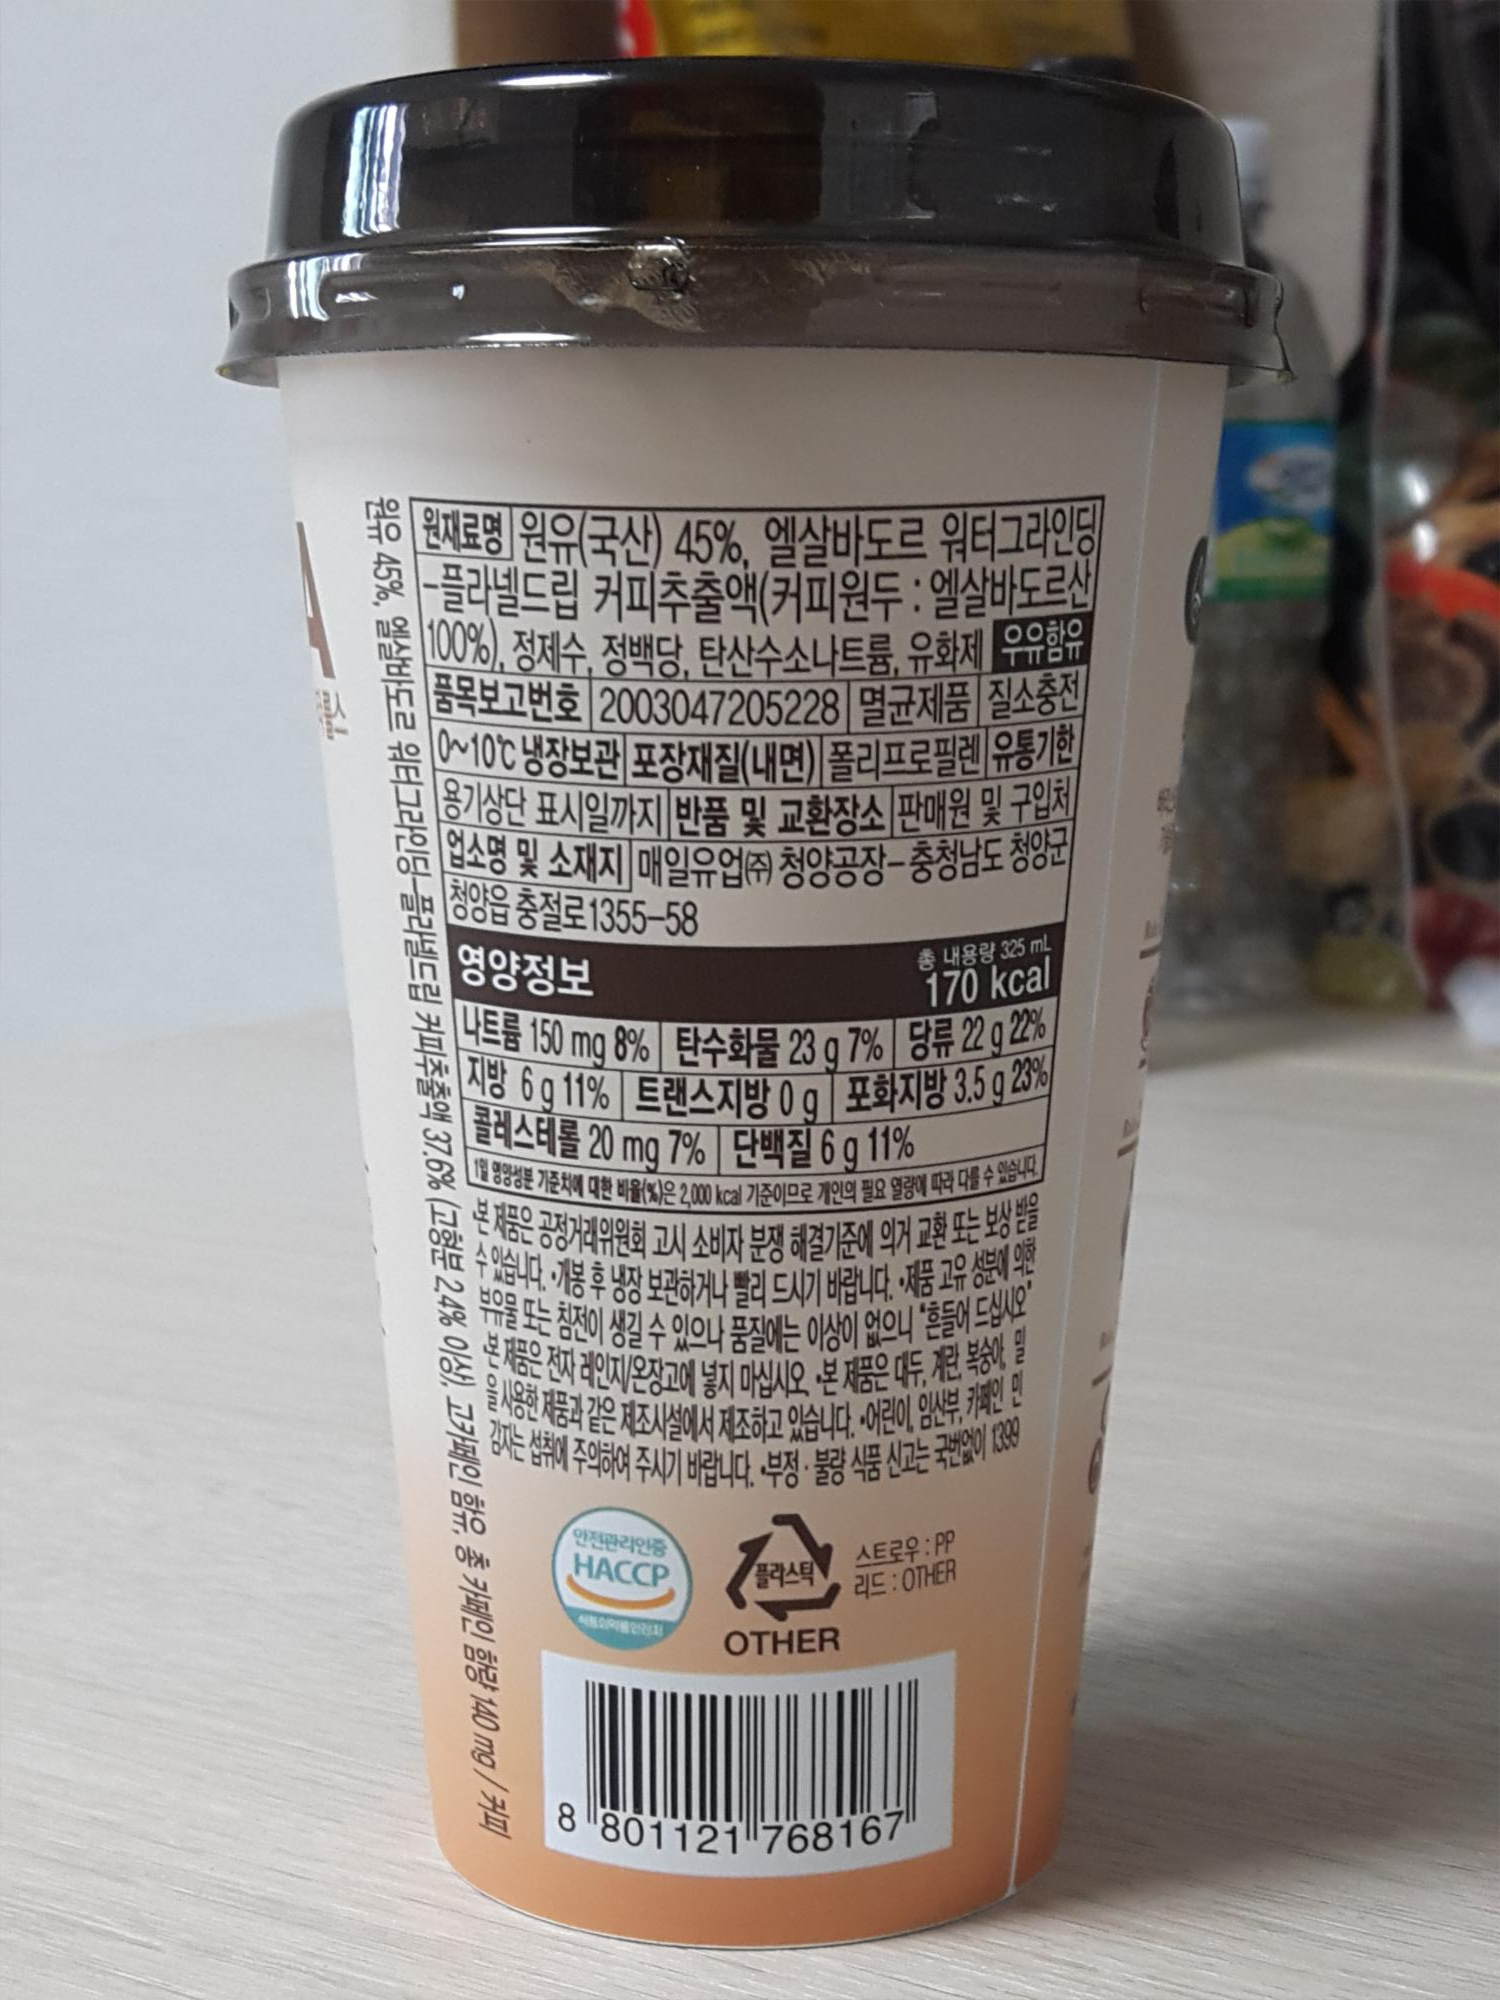 원재료명 원유(국산) 45%, 엘살바도르 워터그라인딩
-플라넬드립 커피추출액(커피원두 : 엘살바도르산
100%), 정제수, 정백당, 탄산수소나트륨, 유화제 우유함유
품목보고번호 2003047205228 멸균제품 질소충전
0~10℃ 냉장보관 포장재질(내면) 폴리프로필렌 유통기한
용기상단 표시일까지 반품 및 교환장소 판매원 및 구입처
업소명 및 소재지 매일유업㈜ 청양공장-충청남도 청양군
청양읍 충절로1355-58
영양정보 총 내용량 325 mL
170 kcal
나트륨 150 mg 8% 탄수화물 23 g 7% 당류 22 g 22%
지방 6 g 11% 트랜스지방 0 g 포화지방 3.5 g 23%
콜레스테롤 20 mg 7% 단백질 6 g 11%
1일 영양성분 기준치에 대한 비율(%)은 2,000 kcal 기준이므로 개인의 필요 열량에 따라 다를 수 있습니다.
•본 제품은 공정거래위원회 고시 소비자 분쟁 해결기준에 의거 교환 또는 보상 받을
수 있습니다. •개봉 후 냉장 보관하거나 빨리 드시기 바랍니다. •제품 고유 성분에 의한
부유물 또는 침전이 생길 수 있으나 품질에는 이상이 없으니 "흔들어 드십시오"
•본 제품은 전자 레인지/온장고에 넣지 마십시오. •본 제품은 대두, 계란, 복숭아, 밀
을 사용한 제품과 같은 제조시설에서 제조하고 있습니다. •어린이, 임산부, 카페인 민
감자는 섭취에 주의하여 주시기 바랍니다. •부정·불량 식품 신고는 국번없이 1399
원유 45%, 엘살바도르 워터그라인딩-플라넬드립 커피추출액 37.6% (고형분 2.4% 이상), 고카페인 함유, 총 카페인 함량 140 mg / 커피
안전관리인증
HACCP
식품의약품안전처
플라스틱
OTHER
스트로우 : PP
리드 : OTHER
8 801121 768167
A